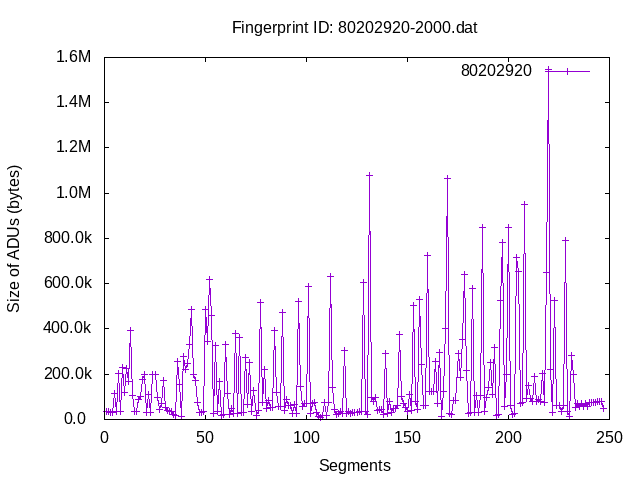 Fingerprint ID: 80202920-2000.dat
1.6M
80202920
1.4M
1.2M
1.0M
800.0k
600.0k
400.0k
200.0k
0.0
Size of ADUs (bytes)
0 50 100 150 200 250
Segments